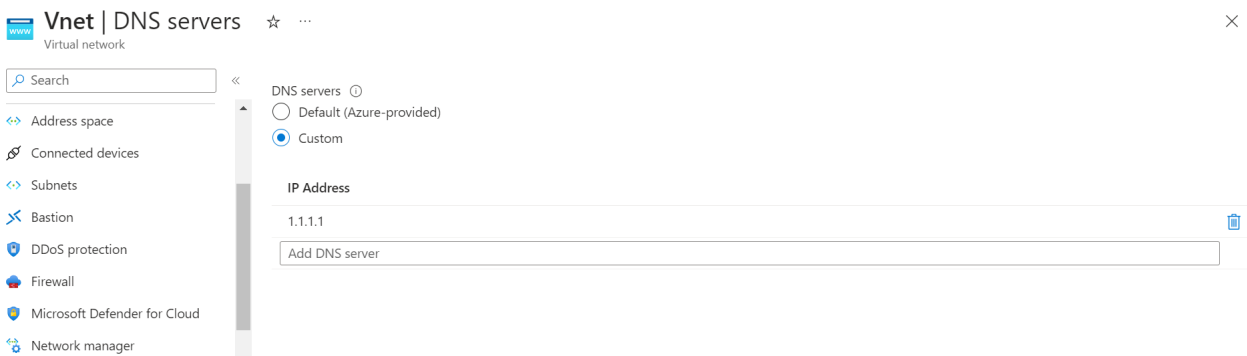 www
Vnet | DNS servers
Virtual network
Search
Address space
Connected devices
Subnets
Bastion
DDoS protection
Firewall
Microsoft Defender for Cloud
Network manager
DNS servers
Default (Azure-provided)
Custom
IP Address
1.1.1.1
Add DNS server